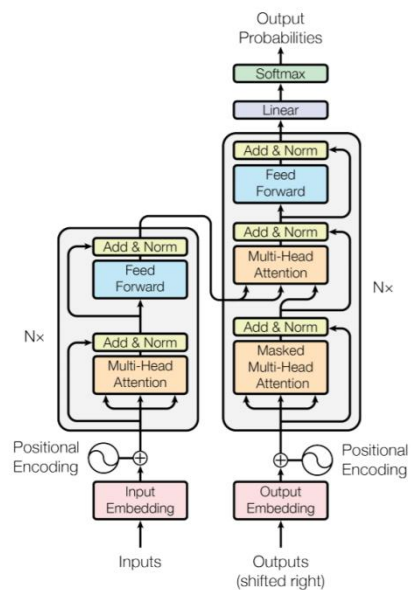 Output
Probabilities
Softmax
Linear
Add & Norm
Feed
Forward
Add & Norm
Multi-Head
Attention
Nx
Add & Norm
Masked
Multi-Head
Attention
Add & Norm
Feed
Forward
Nx
Add & Norm
Multi-Head
Attention
Positional
Encoding
Positional
Encoding
Input
Embedding
Output
Embedding
Inputs
Outputs
(shifted right)